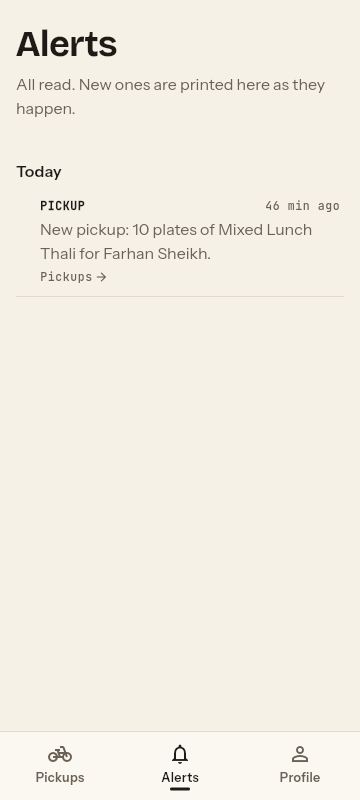 Alerts
All read. New ones are printed here as they
happen.
Today
PICKUP 46 min ago
New pickup: 10 plates of Mixed Lunch
Thali for Farhan Sheikh.
Pickups →
Pickups Alerts Profile